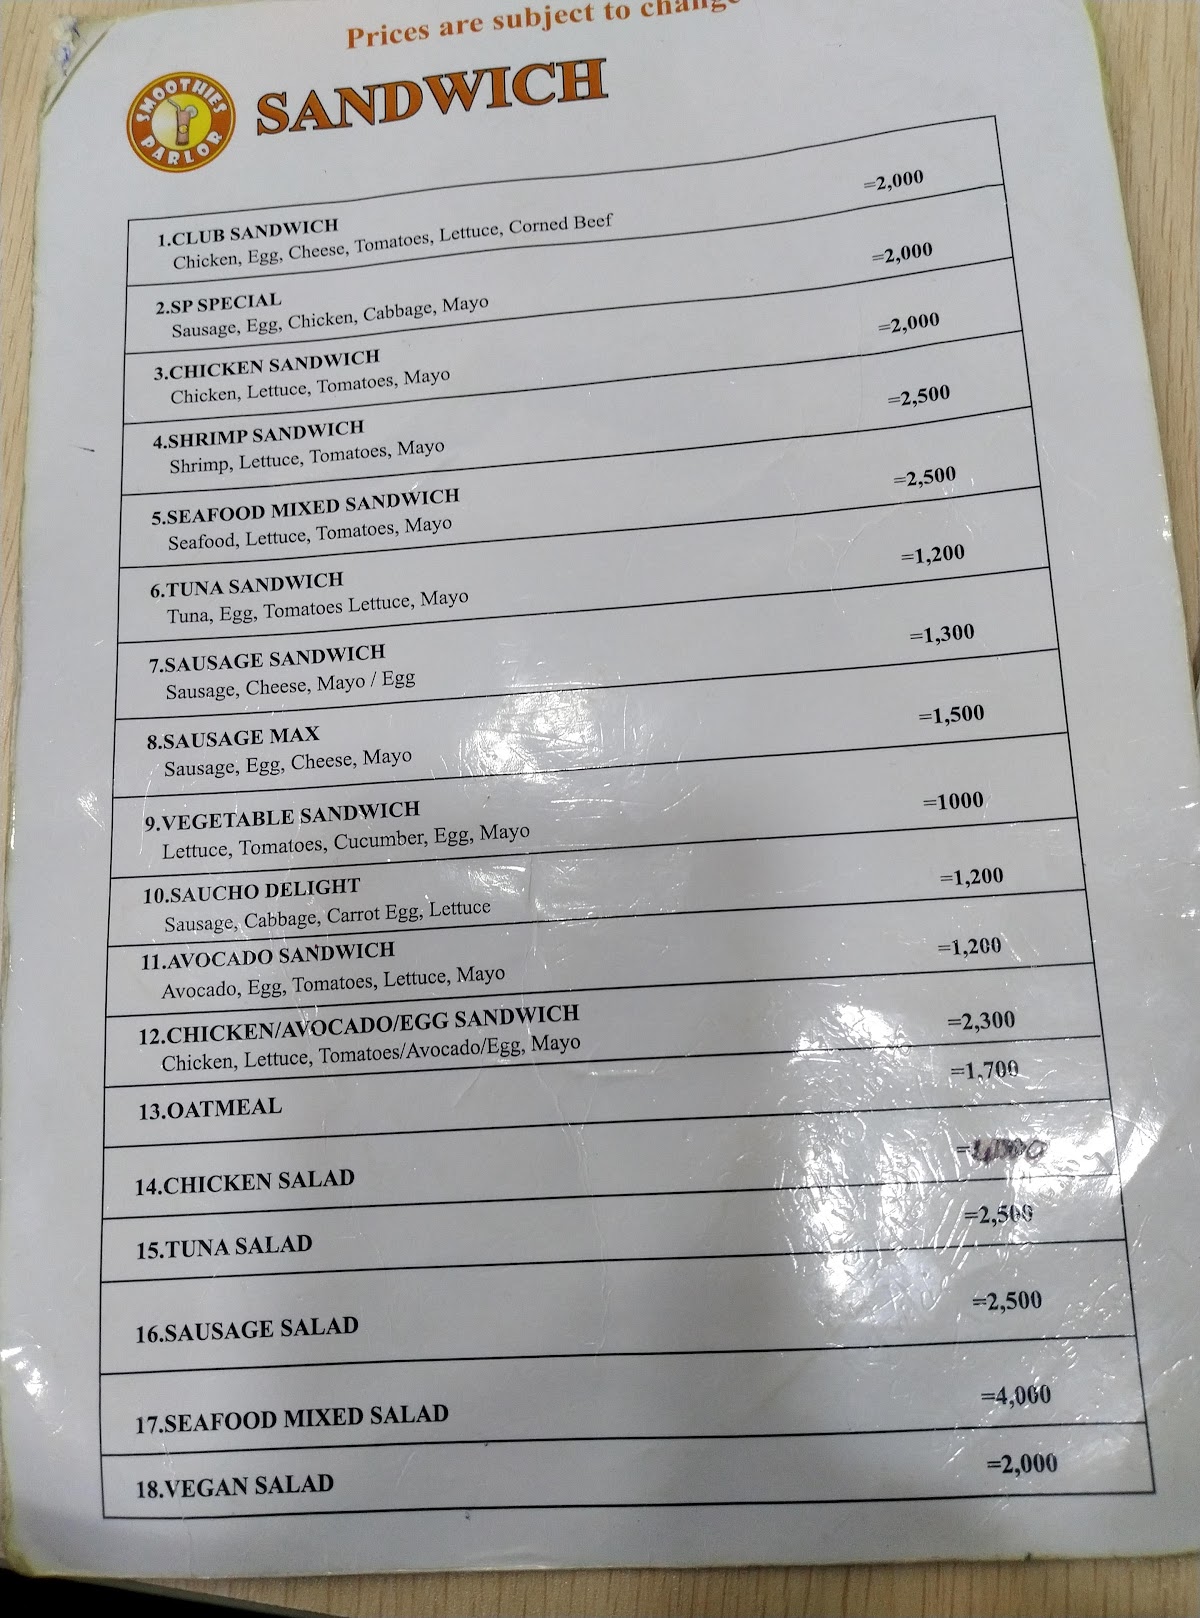 Prices are subject to change
SMOOTHIES PARLOR
SANDWICH
1.CLUB SANDWICH =2,000
Chicken, Egg, Cheese, Tomatoes, Lettuce, Corned Beef
2.SP SPECIAL =2,000
Sausage, Egg, Chicken, Cabbage, Mayo
3.CHICKEN SANDWICH =2,000
Chicken, Lettuce, Tomatoes, Mayo
4.SHRIMP SANDWICH =2,500
Shrimp, Lettuce, Tomatoes, Mayo
5.SEAFOOD MIXED SANDWICH =2,500
Seafood, Lettuce, Tomatoes, Mayo
6.TUNA SANDWICH =1,200
Tuna, Egg, Tomatoes Lettuce, Mayo
7.SAUSAGE SANDWICH =1,300
Sausage, Cheese, Mayo / Egg
8.SAUSAGE MAX =1,500
Sausage, Egg, Cheese, Mayo
9.VEGETABLE SANDWICH =1000
Lettuce, Tomatoes, Cucumber, Egg, Mayo
10.SAUCHO DELIGHT =1,200
Sausage, Cabbage, Carrot Egg, Lettuce
11.AVOCADO SANDWICH =1,200
Avocado, Egg, Tomatoes, Lettuce, Mayo
12.CHICKEN/AVOCADO/EGG SANDWICH =2,300
Chicken, Lettuce, Tomatoes/Avocado/Egg, Mayo
13.OATMEAL =1,700
14.CHICKEN SALAD
15.TUNA SALAD =2,500
16.SAUSAGE SALAD =2,500
17.SEAFOOD MIXED SALAD =4,000
18.VEGAN SALAD =2,000